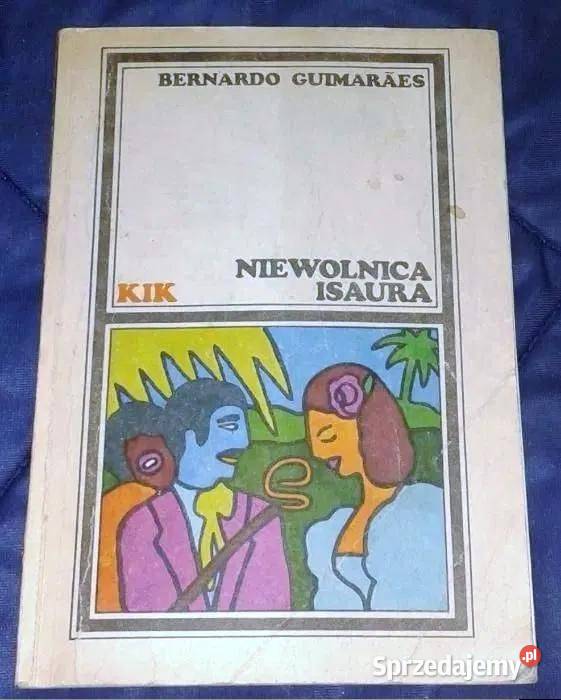 BERNARDO GUIMARÃES
NIEWOLNICA
KIK ISAURA
Sprzedajemy.pl